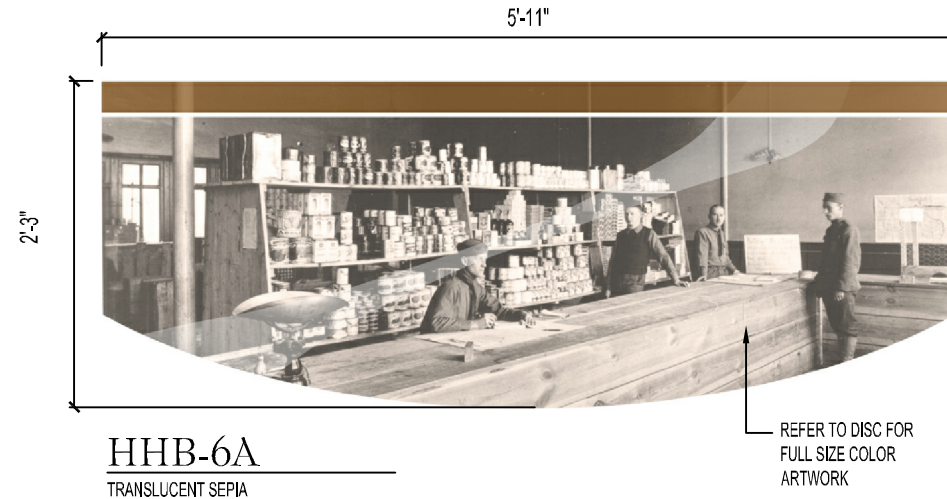 5'-11"
2'-3"
HHB-6A
TRANSLUCENT SEPIA
REFER TO DISC FOR
FULL SIZE COLOR
ARTWORK